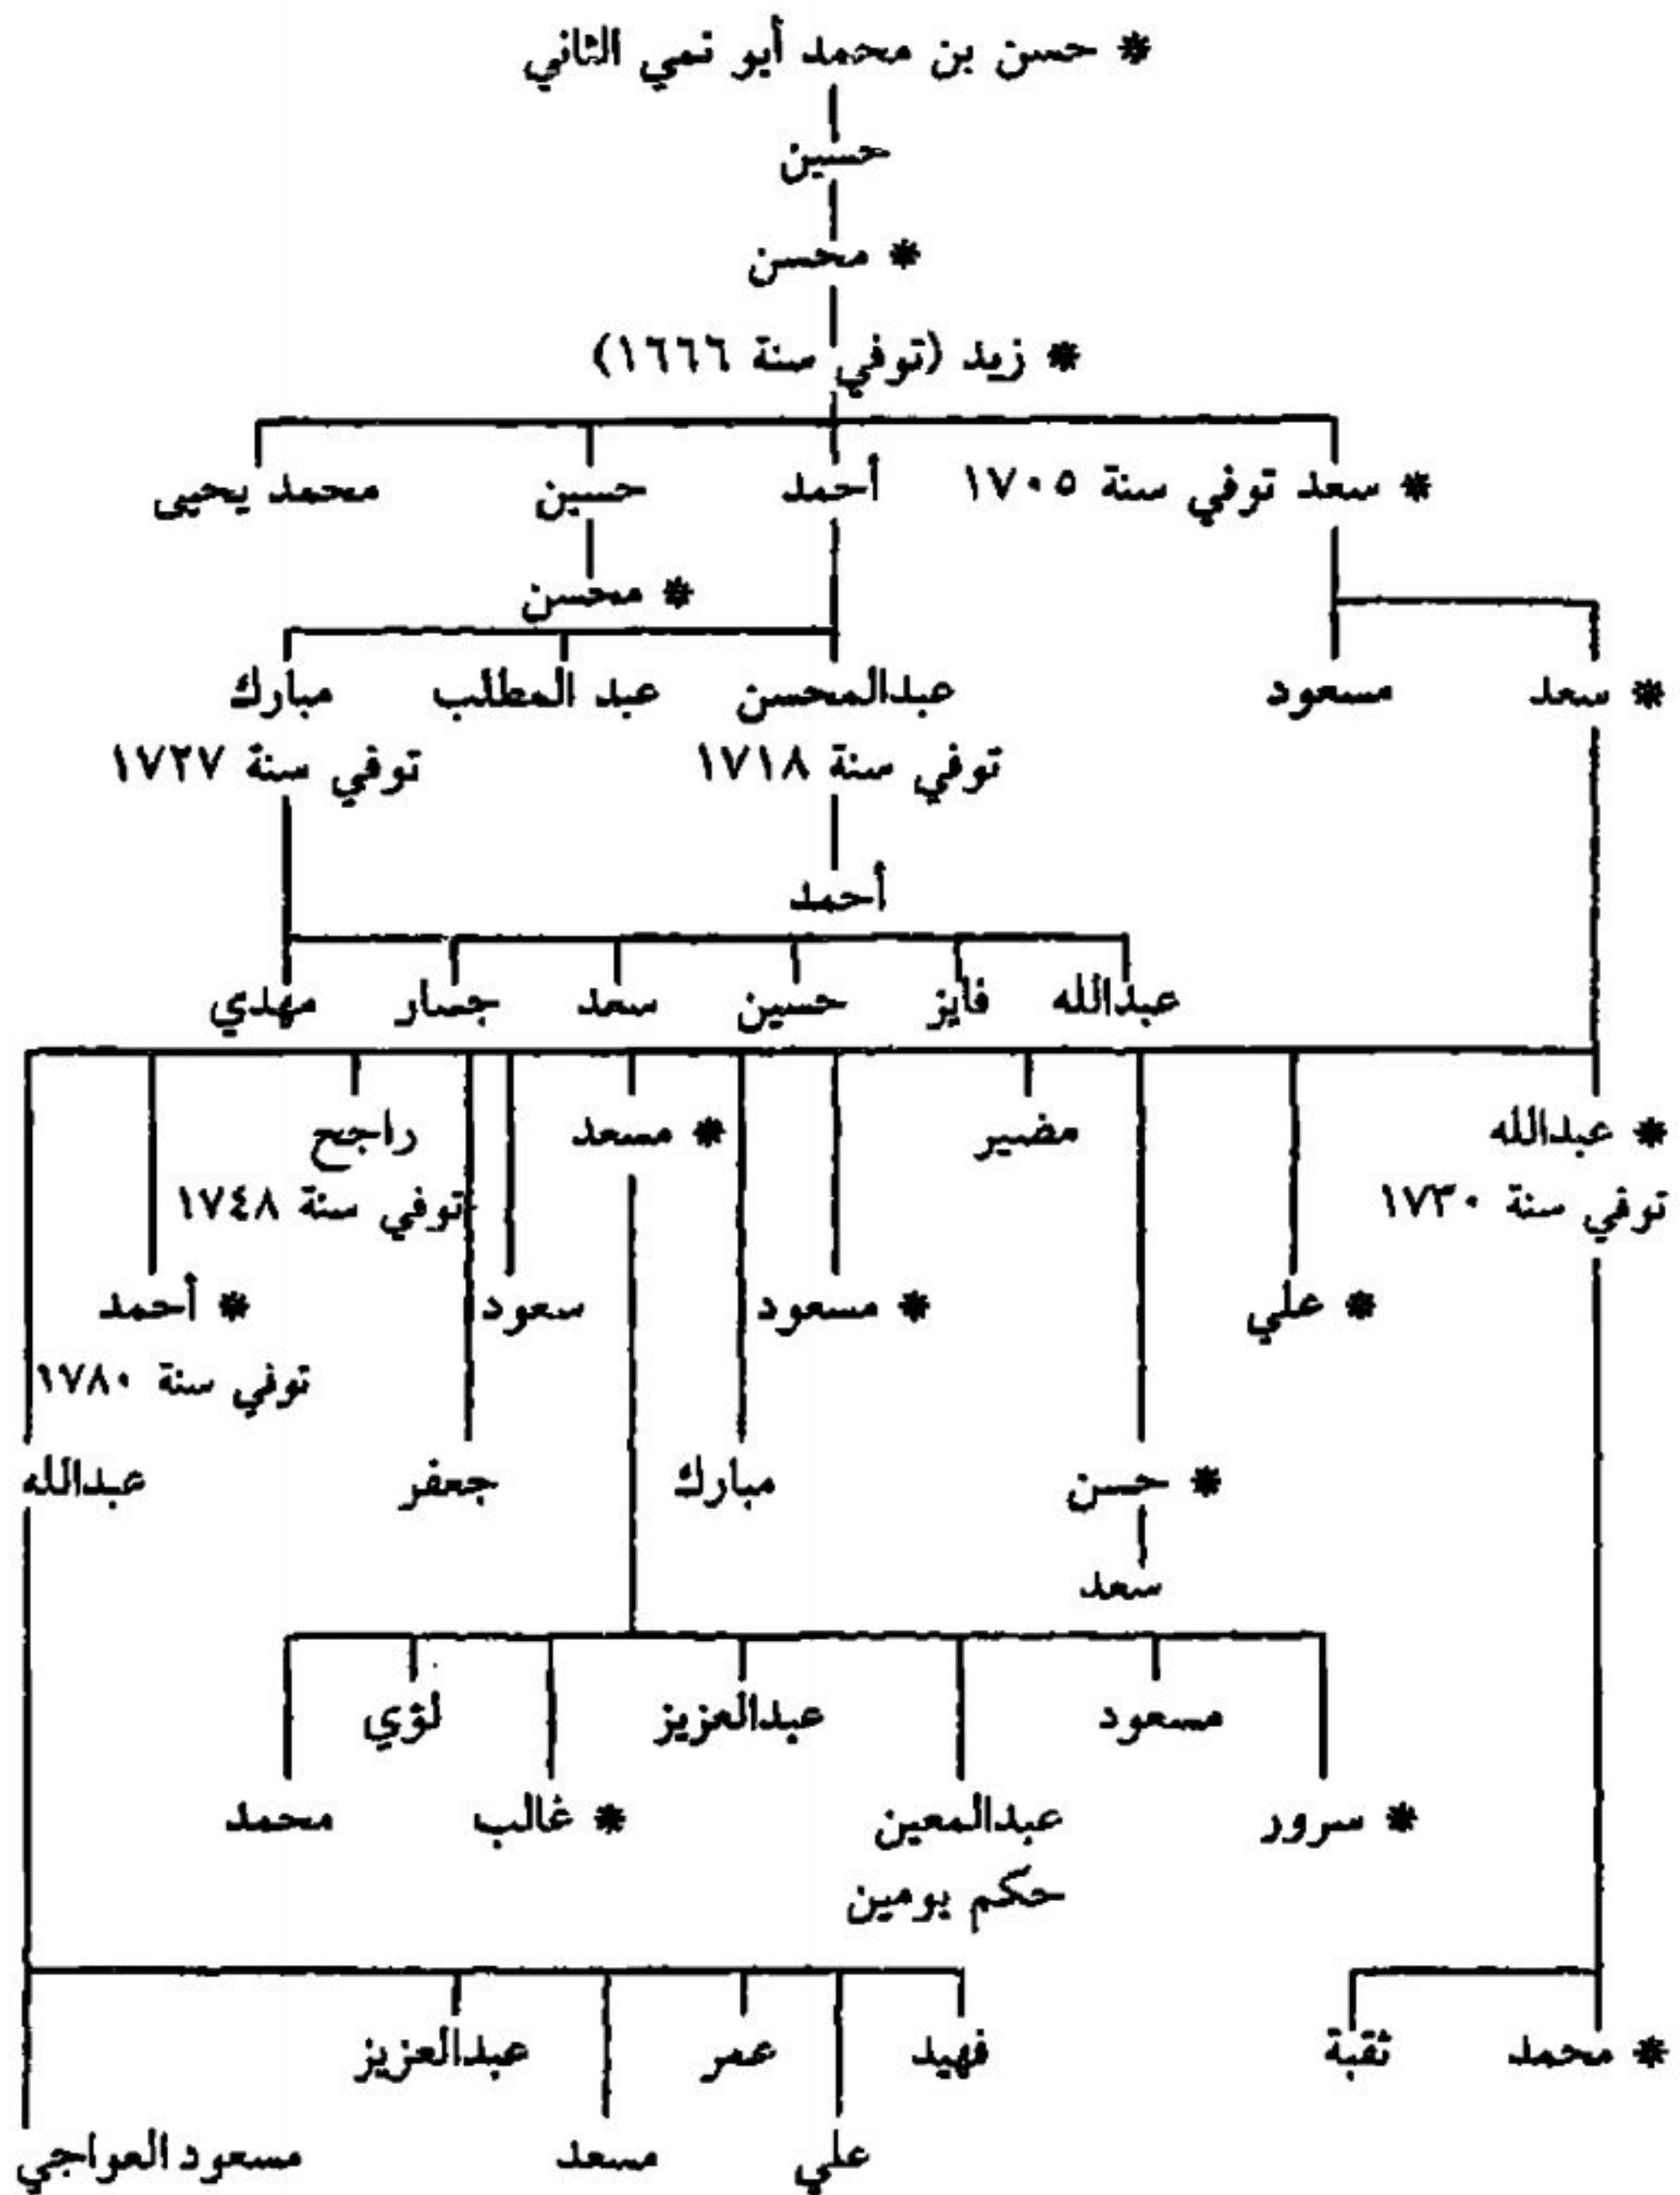 * حسن بن محمد أبو نمي الثاني
حسين
* محسن
* زيد (توفي سنة ١٦٦٦)
* سعد توفي سنة ١٧٠٥ أحمد حسين محمد يحيى
* محسن
* سعد مسعود عبدالمحسن عبد المطلب مبارك
توفي سنة ١٧١٨ توفي سنة ١٧٢٧
أحمد
عبدالله فايز حسين سعد جسار مهدي
* عبدالله مضير * مسعد راجح
توفي سنة ١٧٣٠ توفي سنة ١٧٤٨
* علي * مسعود سعود * أحمد
توفي سنة ١٧٨٠
* حسن مبارك جعفر عبدالله
سعد
مسعود عبدالعزيز لؤي
* سرور عبدالمعين * غالب محمد
حكم يومين
* محمد ثقبة فهيد عمر عبدالعزيز
علي مسعد مسعود العواجي